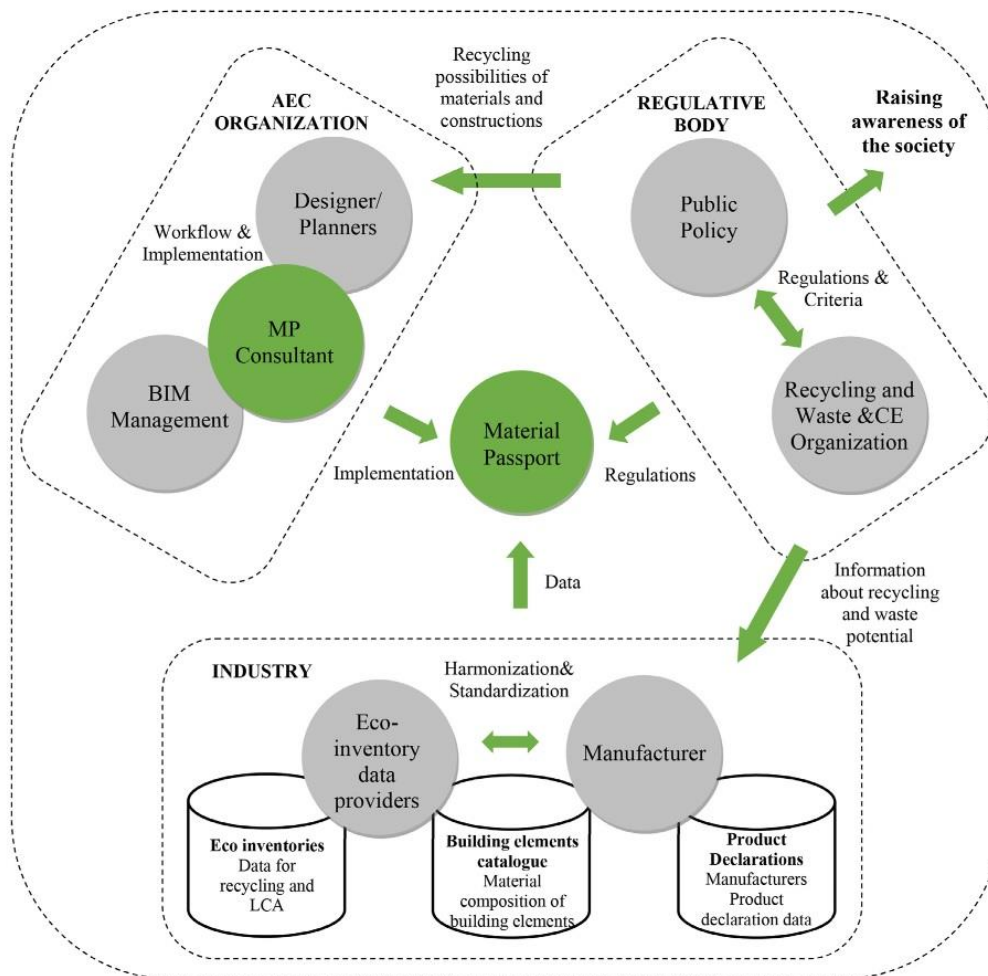 Recycling
possibilities of
materials and
constructions
AEC
ORGANIZATION
REGULATIVE
BODY
Raising
awareness of
the society
Designer/
Planners
Public
Policy
Workflow &
Implementation
Regulations &
Criteria
MP
Consultant
BIM
Management
Recycling and
Waste &CE
Organization
Material
Passport
Implementation
Regulations
Data
Information
about recycling
and waste
potential
INDUSTRY
Harmonization&
Standardization
Eco-
inventory
data
providers
Manufacturer
Eco inventories
Data for
recycling and
LCA
Building elements
catalogue
Material
composition of
building elements
Product
Declarations
Manufacturers
Product
declaration data